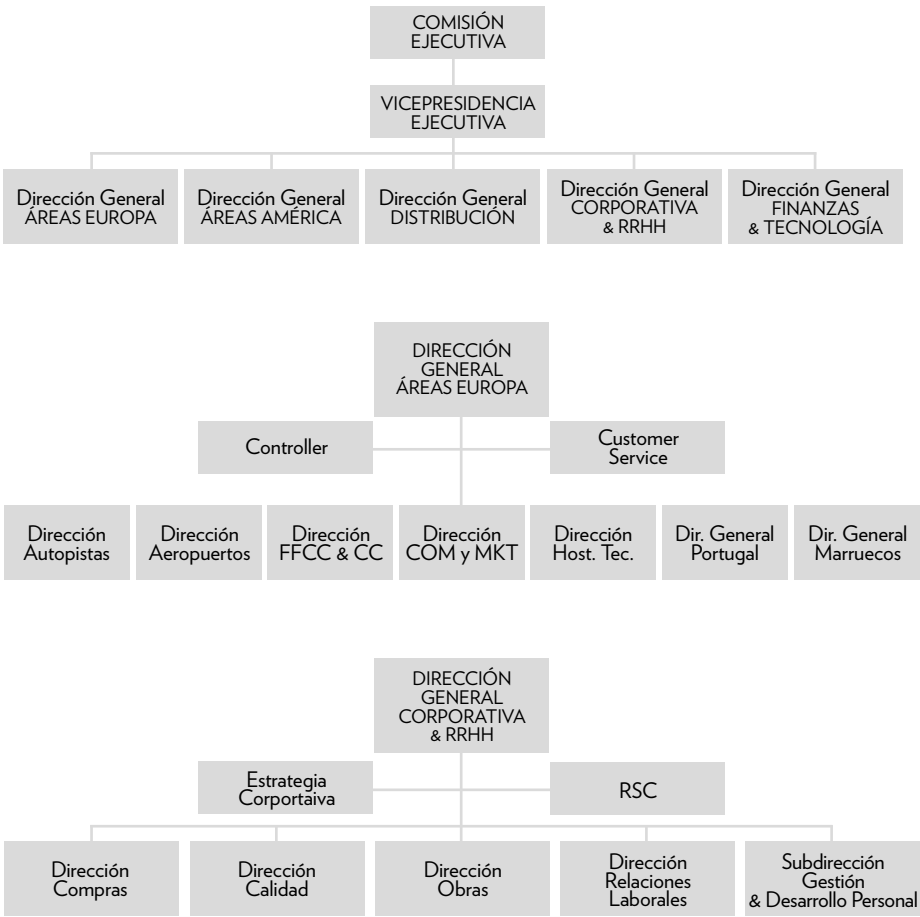 COMISIÓN
EJECUTIVA
VICEPRESIDENCIA
EJECUTIVA
Dirección General
ÁREAS EUROPA
Dirección General
ÁREAS AMÉRICA
Dirección General
DISTRIBUCIÓN
Dirección General
CORPORATIVA
& RRHH
Dirección General
FINANZAS
& TECNOLOGÍA
DIRECCIÓN
GENERAL
ÁREAS EUROPA
Controller
Customer
Service
Dirección
Autopistas
Dirección
Aeropuertos
Dirección
FFCC & CC
Dirección
COM y MKT
Dirección
Host. Tec.
Dir. General
Portugal
Dir. General
Marruecos
DIRECCIÓN
GENERAL
CORPORATIVA
& RRHH
Estrategia
Corportaiva
RSC
Dirección
Compras
Dirección
Calidad
Dirección
Obras
Dirección
Relaciones
Laborales
Subdirección
Gestión
& Desarrollo Personal